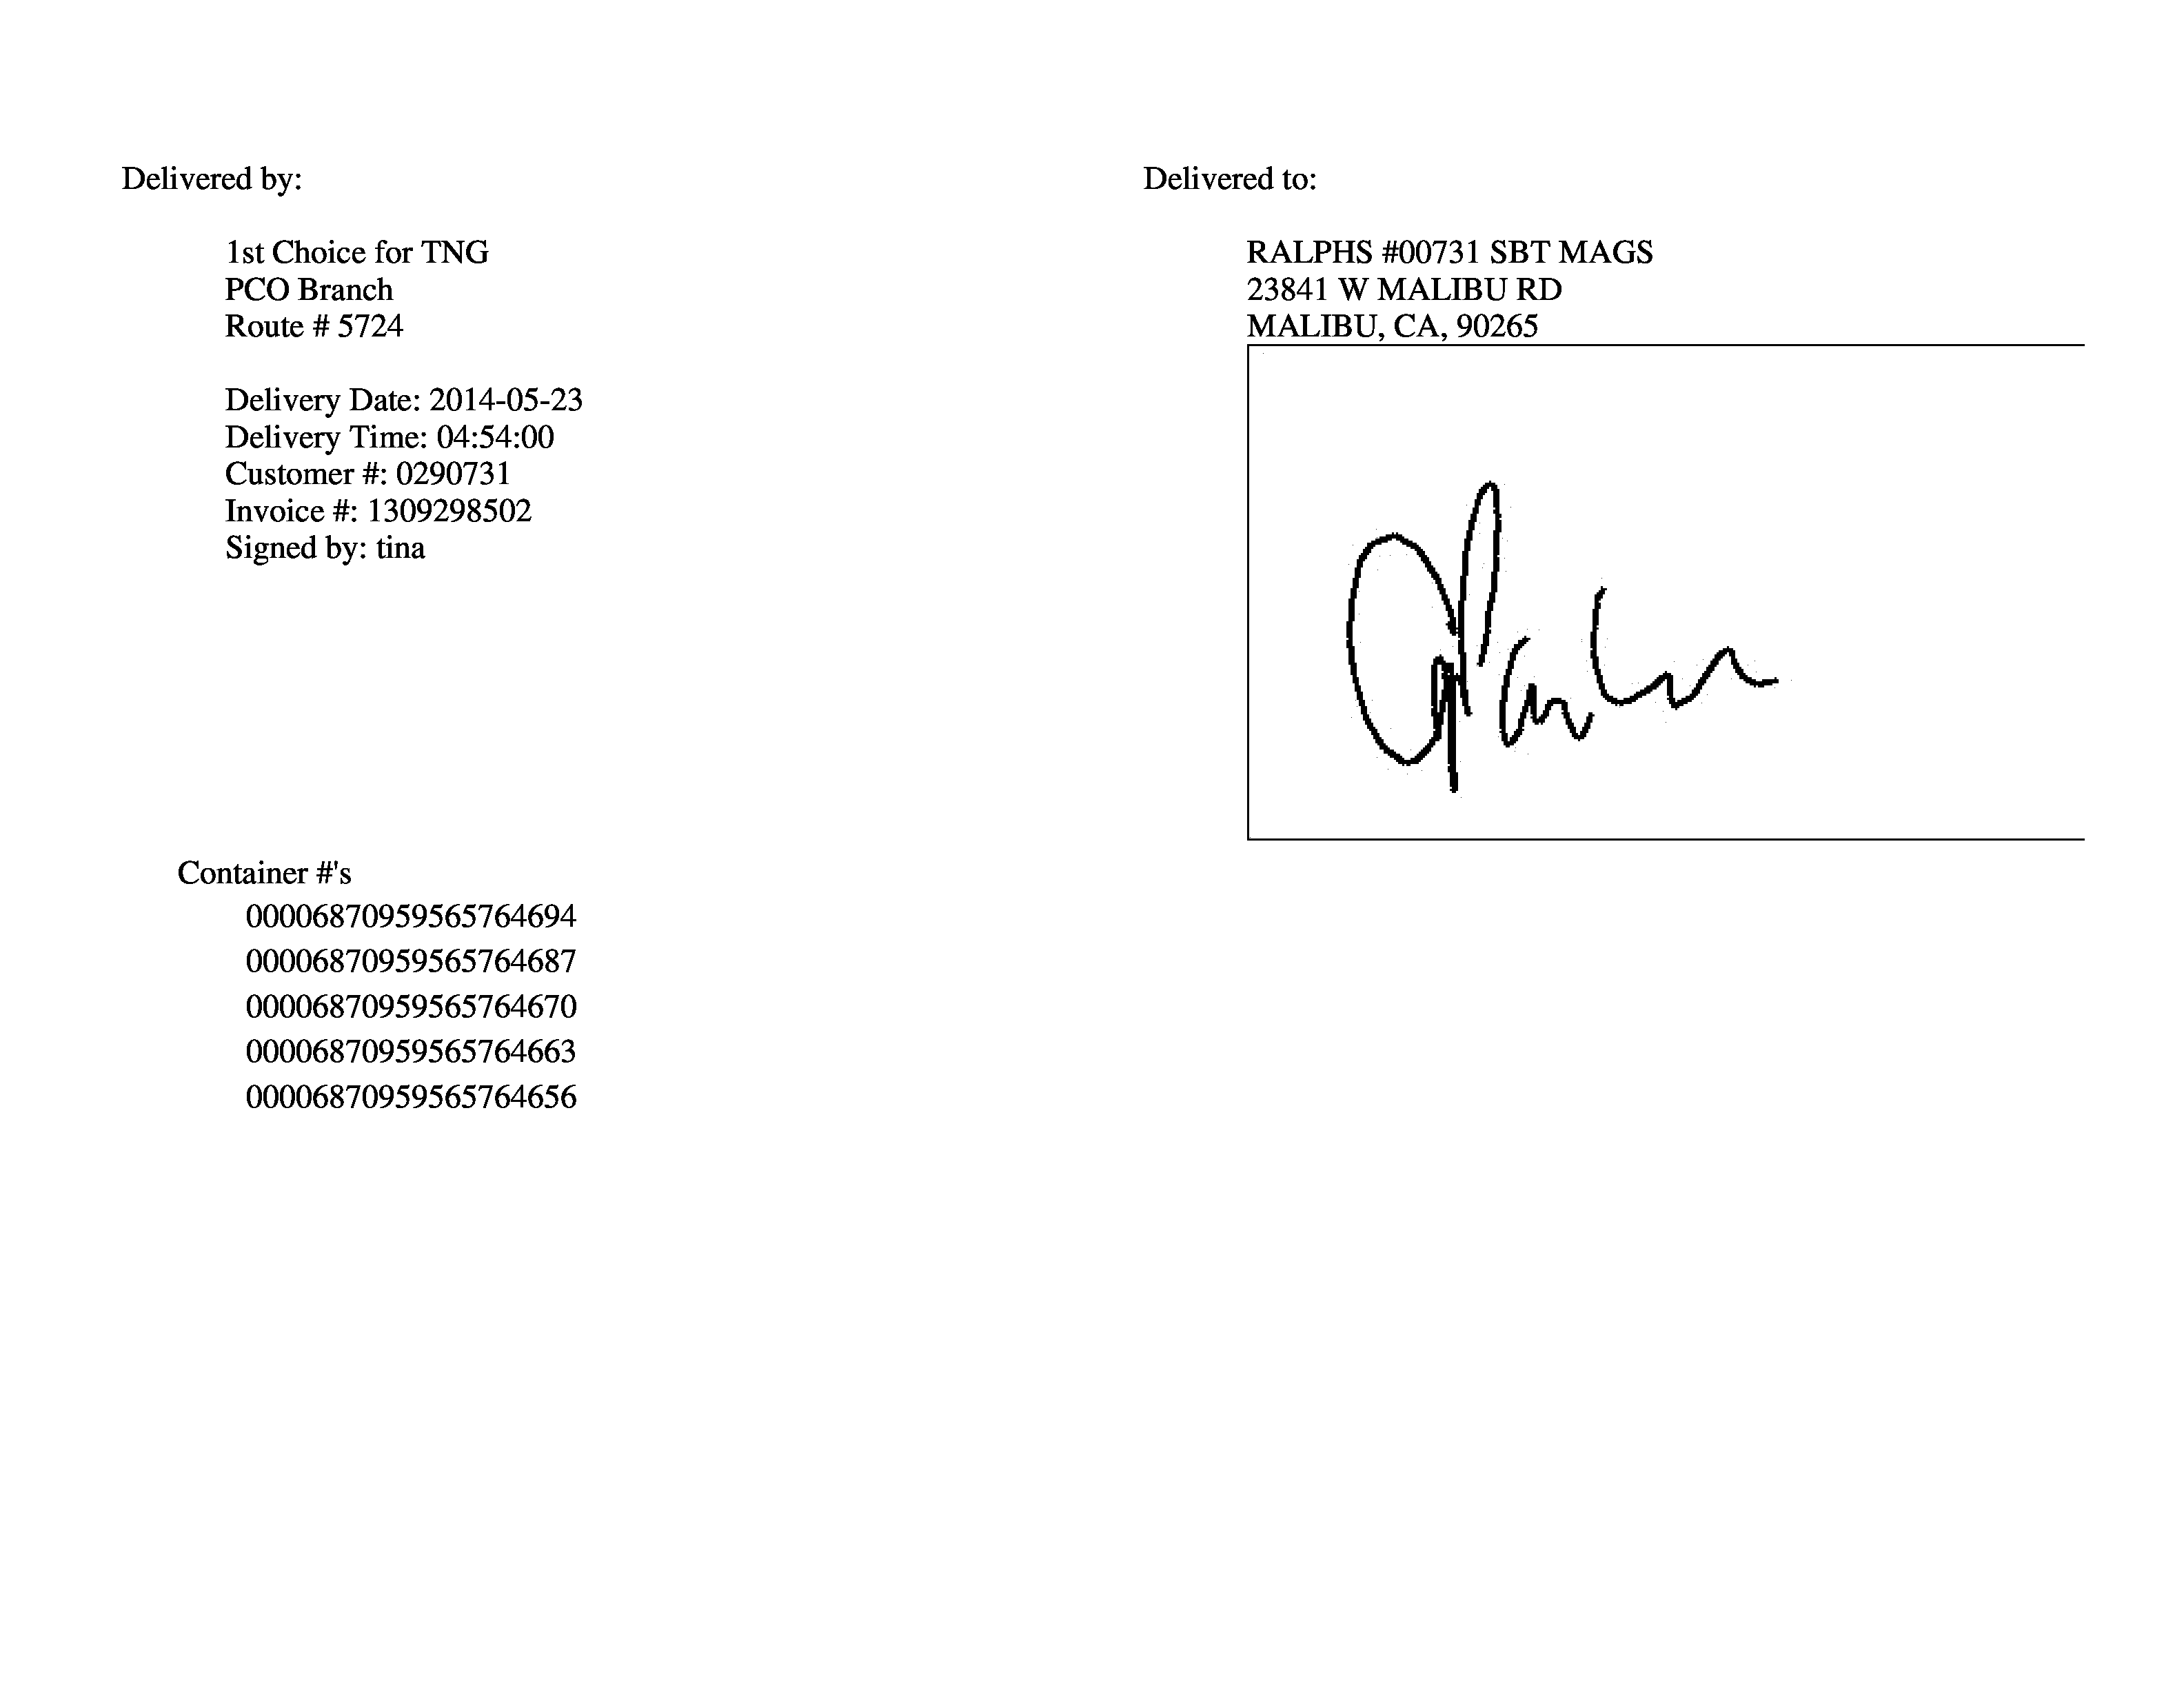 Delivered by:
1st Choice for TNG
PCO Branch
Route # 5724
Delivery Date: 2014-05-23
Delivery Time: 04:54:00
Customer #: 0290731
Invoice #: 1309298502
Signed by: tina
Delivered to:
RALPHS #00731 SBT MAGS
23841 W MALIBU RD
MALIBU, CA, 90265
Container #'s
00006870959565764694
00006870959565764687
00006870959565764670
00006870959565764663
00006870959565764656